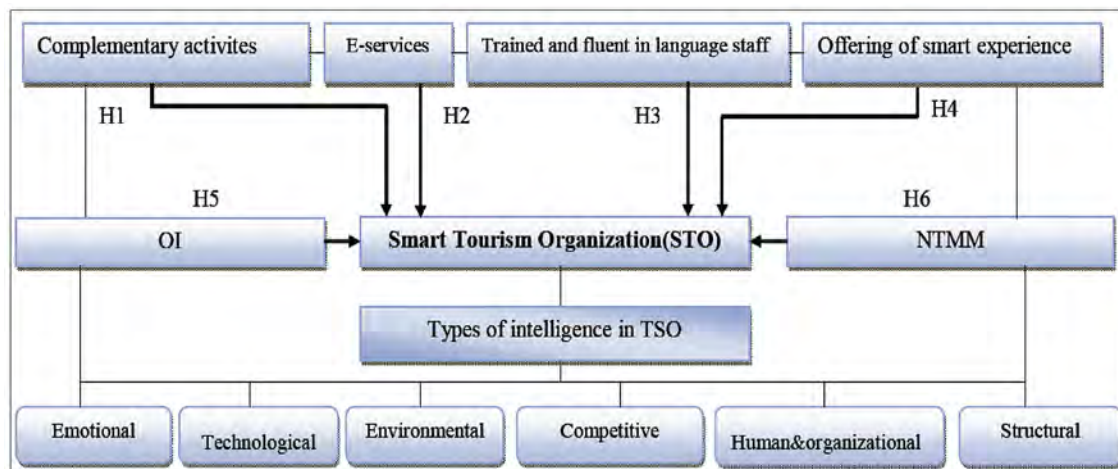 Complementary activites
E-services
Trained and fluent in language staff
Offering of smart experience
H1
H2
H3
H4
H5
H6
OI
Smart Tourism Organization(STO)
NTMM
Types of intelligence in TSO
Emotional
Technological
Environmental
Competitive
Human&organizational
Structural